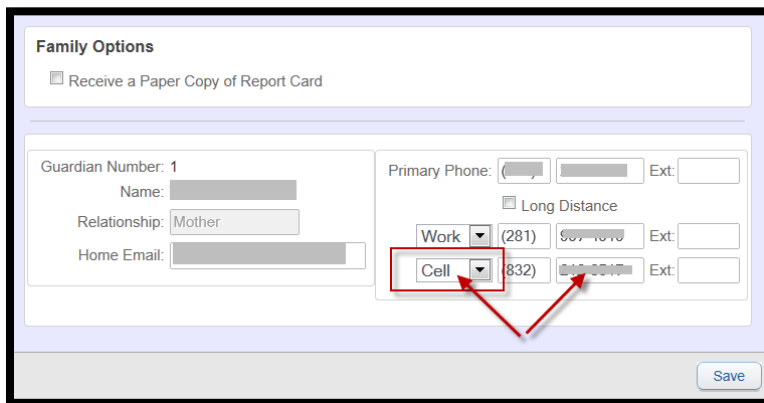 Family Options
Receive a Paper Copy of Report Card
Guardian Number: 1
Name:
Relationship: Mother
Home Email:
Primary Phone: ( Ext:
Long Distance
Work (281) Ext:
Cell (832) Ext:
Save